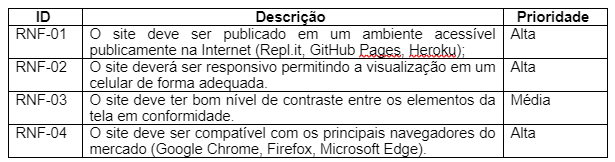 ID Descrição Prioridade
RNF-01 O site deve ser publicado em um ambiente acessível Alta
publicamente na Internet (Repl.it, GitHub Pages, Heroku);
RNF-02 O site deverá ser responsivo permitindo a visualização em um Alta
celular de forma adequada.
RNF-03 O site deve ter bom nível de contraste entre os elementos da Média
tela em conformidade.
RNF-04 O site deve ser compatível com os principais navegadores do Alta
mercado (Google Chrome, Firefox, Microsoft Edge).